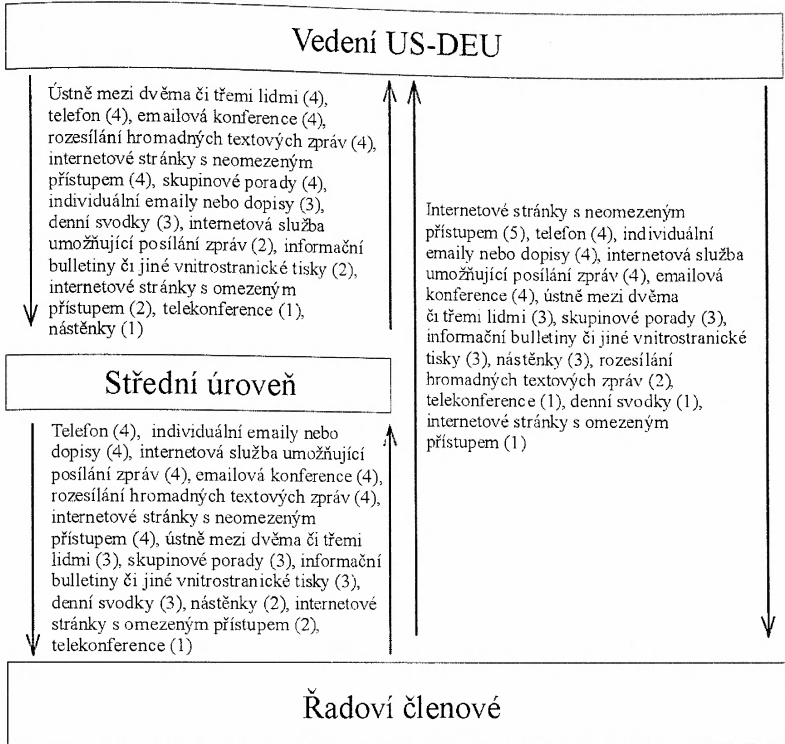 Vedení US-DEU
Ústně mezi dvěma či třemi lidmi (4),
telefon (4), emailová konference (4),
rozesílání hromadných textových zpráv (4),
internetové stránky s neomezeným
přístupem (4), skupinové porady (4),
individuální emaily nebo dopisy (3),
denní svodky (3), internetová služba
umožňující posílání zpráv (2), informační
bulletiny či jiné vnitrostranické tisky (2),
internetové stránky s omezeným
přístupem (2), telekonference (1),
nástěnky (1)
Internetové stránky s neomezeným
přístupem (5), telefon (4), individuální
emaily nebo dopisy (4), internetová služba
umožňující posílání zpráv (4), emailová
konference (4), ústně mezi dvěma
či třemi lidmi (3), skupinové porady (3),
informační bulletiny či jiné vnitrostranické
tisky (3), nástěnky (3), rozesílání
hromadných textových zpráv (2),
telekonference (1), denní svodky (1),
internetové stránky s omezeným
přístupem (1)
Střední úroveň
Telefon (4), individuální emaily nebo
dopisy (4), internetová služba umožňující
posílání zpráv (4), emailová konference (4),
rozesílání hromadných textových zpráv (4),
internetové stránky s neomezeným
přístupem (4), ústně mezi dvěma či třemi
lidmi (3), skupinové porady (3), informační
bulletiny či jiné vnitrostranické tisky (3),
denní svodky (3), nástěnky (2), internetové
stránky s omezeným přístupem (2),
telekonference (1)
Řadoví členové